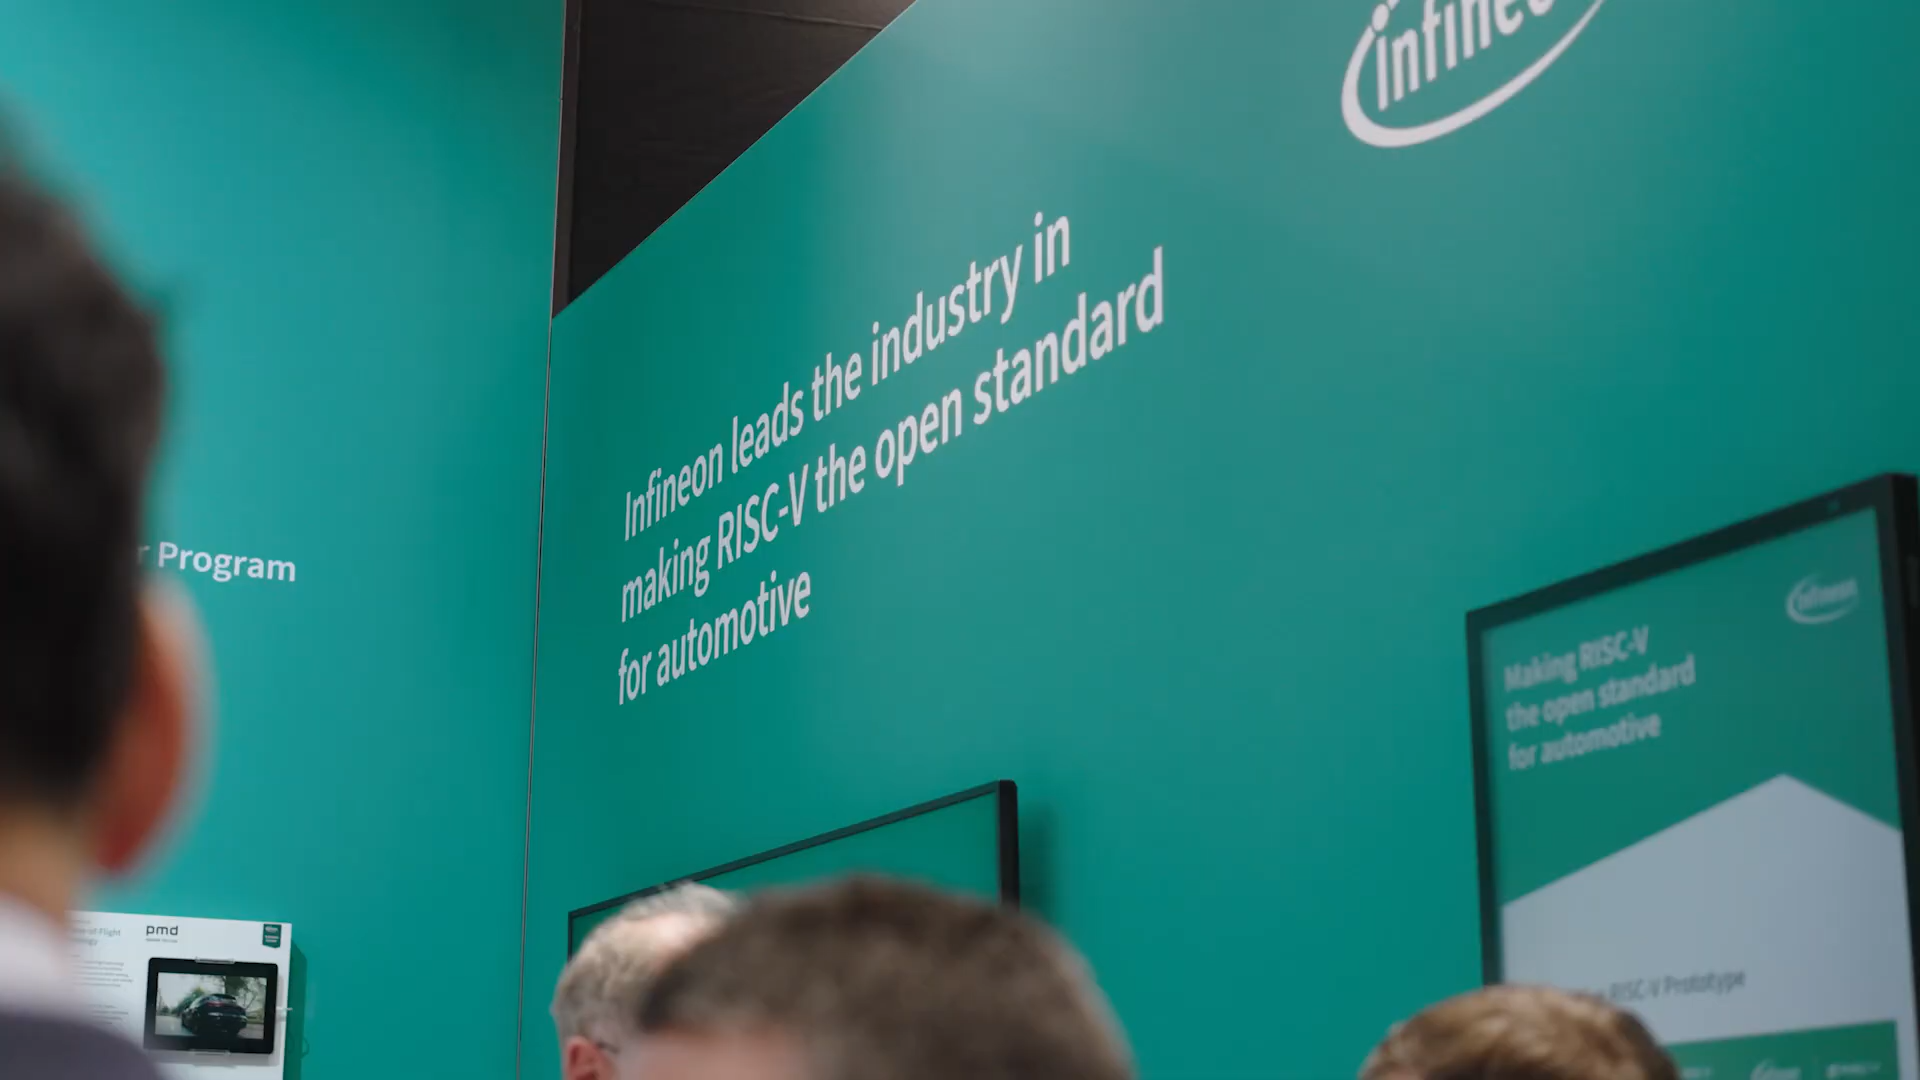 infineon
Infineon leads the industry in
making RISC-V the open standard
for automotive
r Program
pmd
Making RISC-V
the open standard
for automotive
infineon
RISC-V Prototype